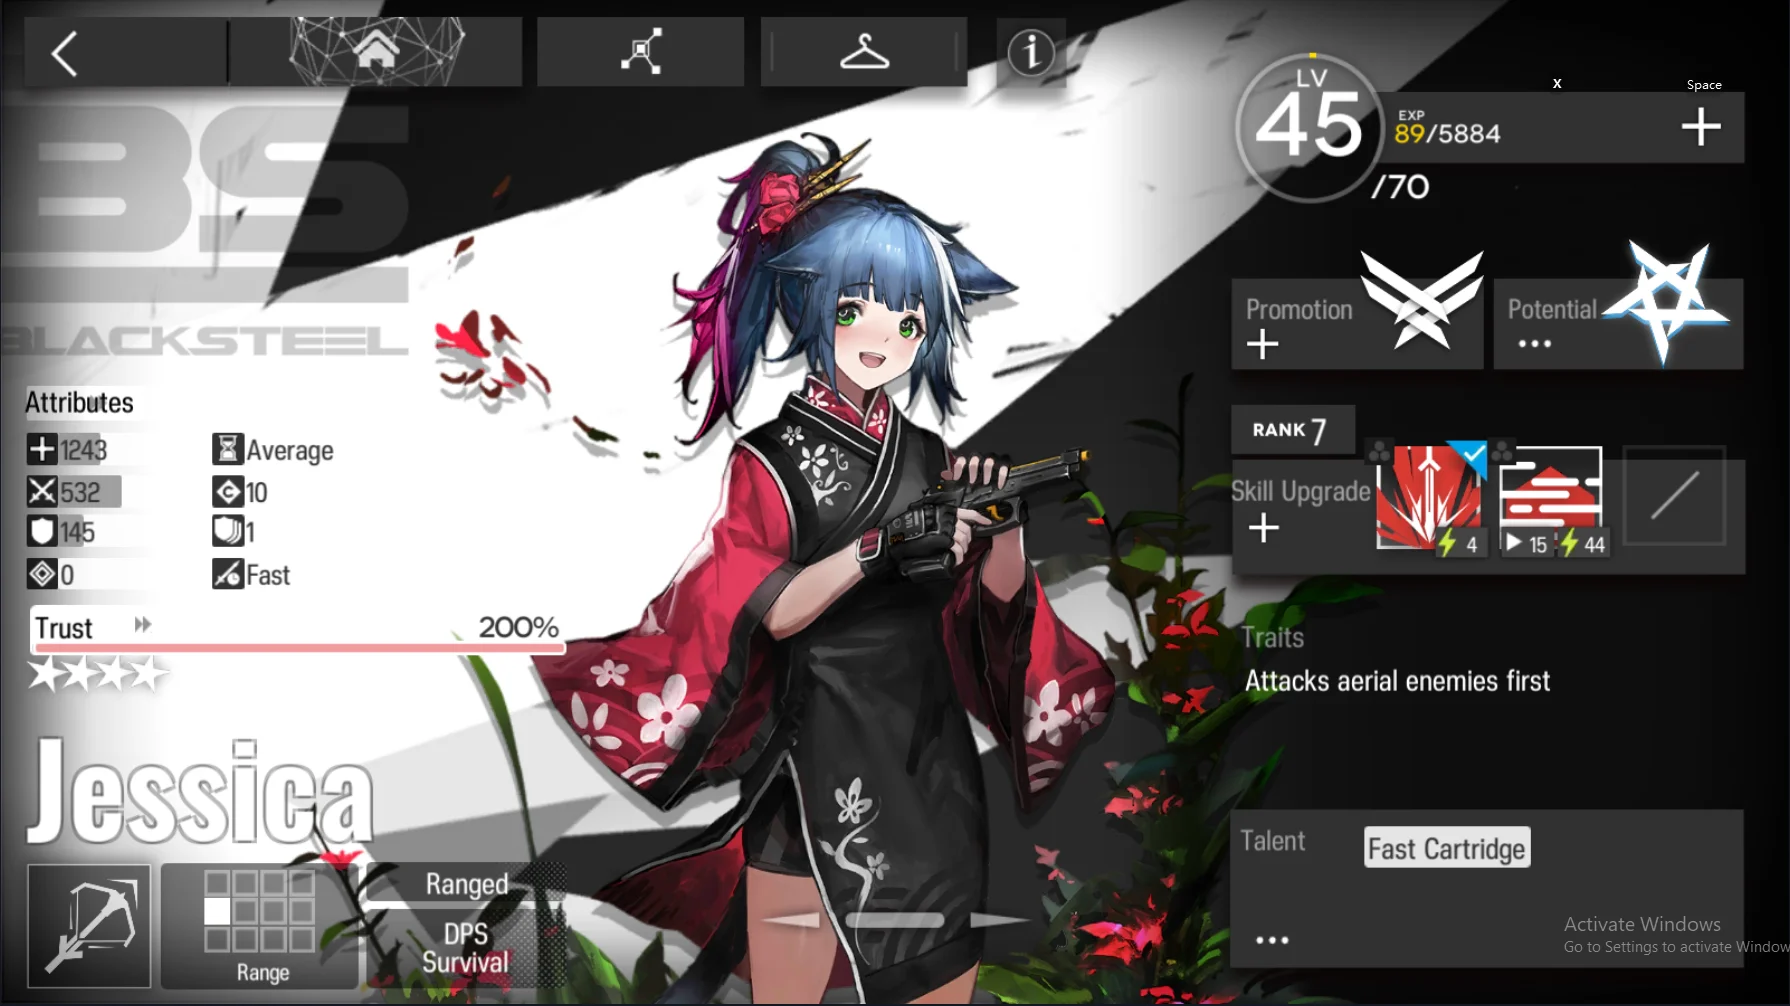 LV
45
/70
EXP
89/5884
x
Space
BS
BLACKSTEEL
Promotion
Potential
Attributes
1243
Average
532
10
145
1
0
Fast
Trust
200%
RANK 7
Skill Upgrade
4
15
44
Traits
Attacks aerial enemies first
Jessica
Range
Ranged
DPS
Survival
Talent
Fast Cartridge
Activate Windows
Go to Settings to activate Window